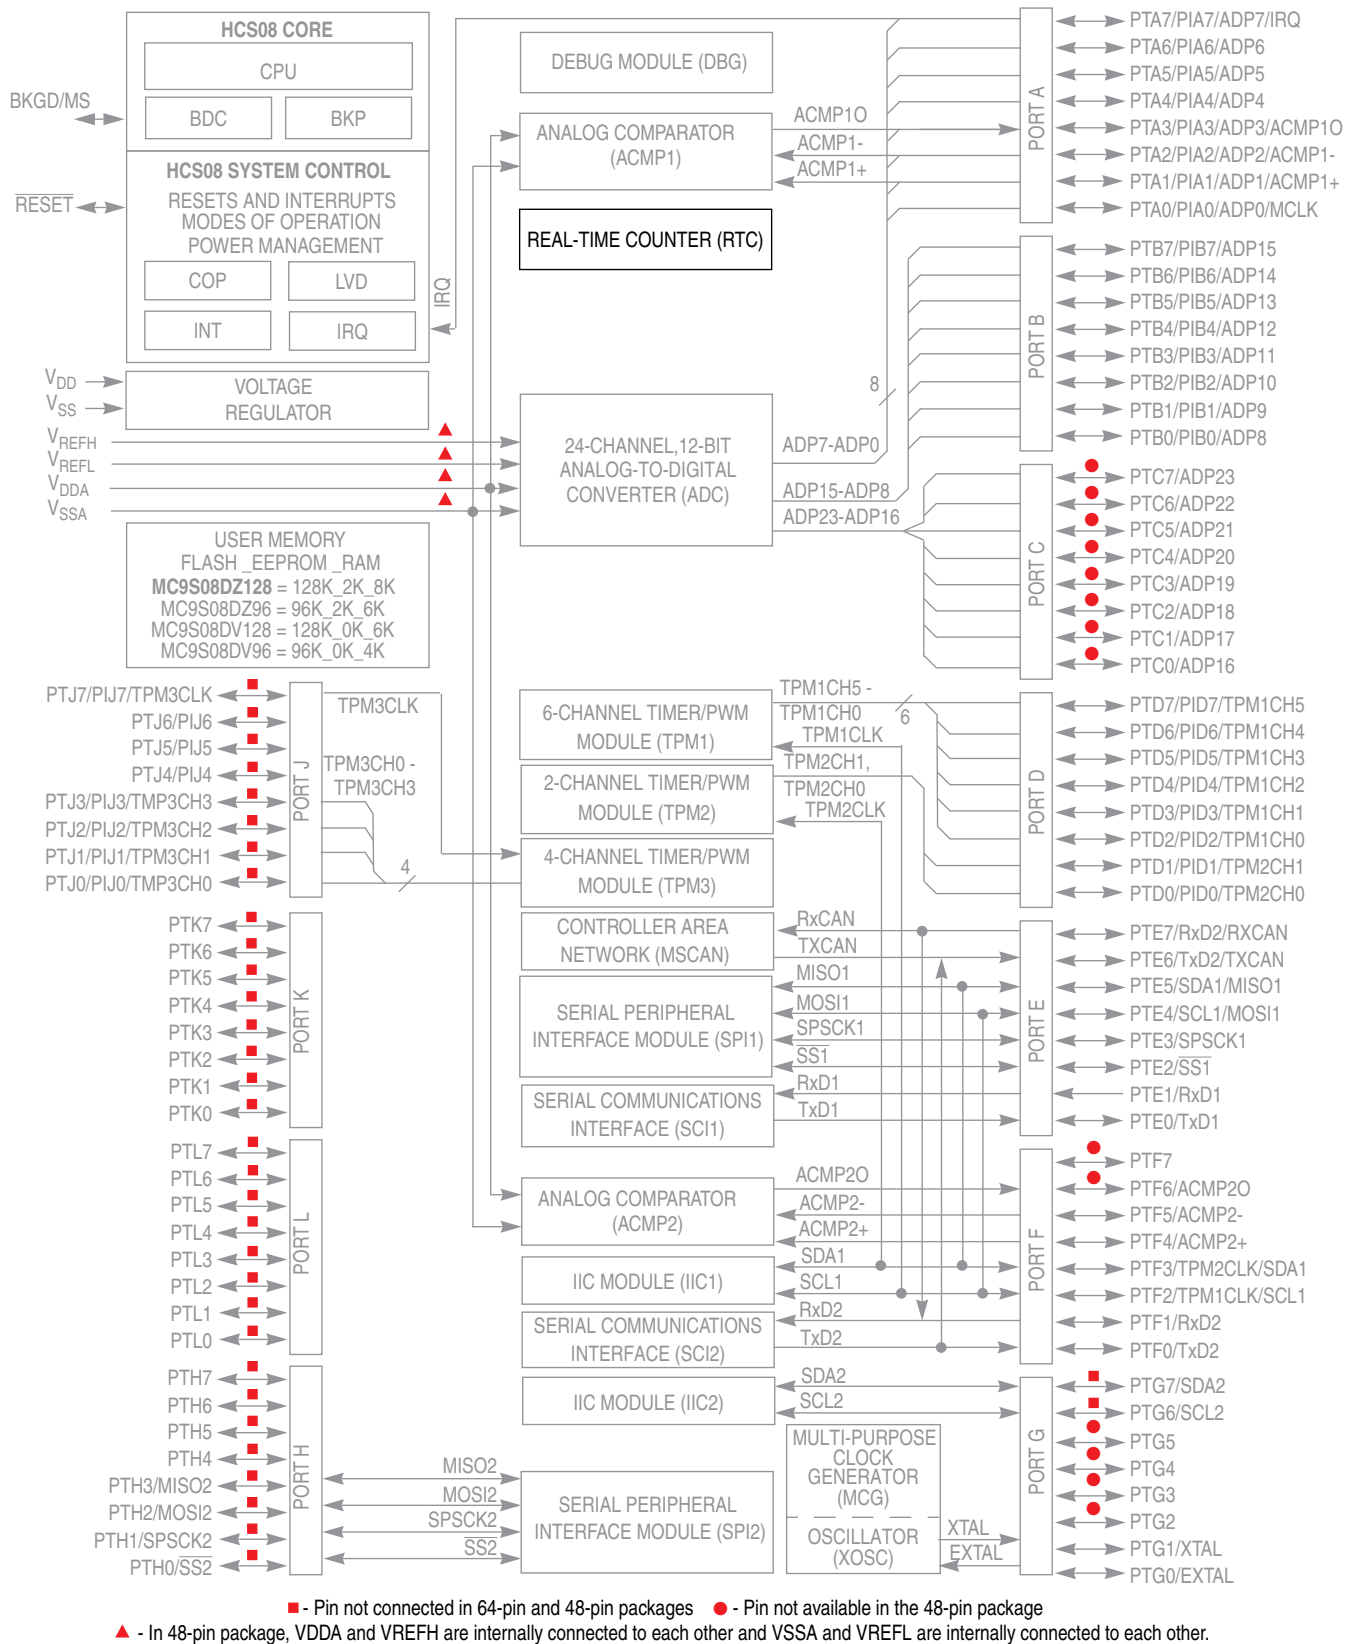 HCS08 CORE
CPU
BDC
BKP
BKGD/MS
HCS08 SYSTEM CONTROL
RESETS AND INTERRUPTS
MODES OF OPERATION
POWER MANAGEMENT
COP
LVD
INT
IRQ
RESET
IRQ
VDD
VSS
VOLTAGE
REGULATOR
VREFH
VREFL
VDDA
VSSA
USER MEMORY
FLASH _EEPROM _RAM
MC9S08DZ128 = 128K_2K_8K
MC9S08DZ96 = 96K_2K_6K
MC9S08DV128 = 128K_0K_6K
MC9S08DV96 = 96K_0K_4K
DEBUG MODULE (DBG)
ANALOG COMPARATOR
(ACMP1)
ACMP1O
ACMP1-
ACMP1+
REAL-TIME COUNTER (RTC)
24-CHANNEL,12-BIT
ANALOG-TO-DIGITAL
CONVERTER (ADC)
8
ADP7-ADP0
ADP15-ADP8
ADP23-ADP16
PORT A
PTA7/PIA7/ADP7/IRQ
PTA6/PIA6/ADP6
PTA5/PIA5/ADP5
PTA4/PIA4/ADP4
PTA3/PIA3/ADP3/ACMP1O
PTA2/PIA2/ADP2/ACMP1-
PTA1/PIA1/ADP1/ACMP1+
PTA0/PIA0/ADP0/MCLK
PORT B
PTB7/PIB7/ADP15
PTB6/PIB6/ADP14
PTB5/PIB5/ADP13
PTB4/PIB4/ADP12
PTB3/PIB3/ADP11
PTB2/PIB2/ADP10
PTB1/PIB1/ADP9
PTB0/PIB0/ADP8
PORT C
PTC7/ADP23
PTC6/ADP22
PTC5/ADP21
PTC4/ADP20
PTC3/ADP19
PTC2/ADP18
PTC1/ADP17
PTC0/ADP16
PTJ7/PIJ7/TPM3CLK
PTJ6/PIJ6
PTJ5/PIJ5
PTJ4/PIJ4
PTJ3/PIJ3/TMP3CH3
PTJ2/PIJ2/TPM3CH2
PTJ1/PIJ1/TPM3CH1
PTJ0/PIJ0/TMP3CH0
PORT J
TPM3CLK
TPM3CH0 -
TPM3CH3
4
6-CHANNEL TIMER/PWM
MODULE (TPM1)
TPM1CH5 -
TPM1CH0
6
TPM1CLK
2-CHANNEL TIMER/PWM
MODULE (TPM2)
TPM2CH1,
TPM2CH0
TPM2CLK
4-CHANNEL TIMER/PWM
MODULE (TPM3)
PORT D
PTD7/PID7/TPM1CH5
PTD6/PID6/TPM1CH4
PTD5/PID5/TPM1CH3
PTD4/PID4/TPM1CH2
PTD3/PID3/TPM1CH1
PTD2/PID2/TPM1CH0
PTD1/PID1/TPM2CH1
PTD0/PID0/TPM2CH0
PTK7
PTK6
PTK5
PTK4
PTK3
PTK2
PTK1
PTK0
PORT K
CONTROLLER AREA
NETWORK (MSCAN)
RxCAN
TXCAN
SERIAL PERIPHERAL
INTERFACE MODULE (SPI1)
MISO1
MOSI1
SPSCK1
SS1
SERIAL COMMUNICATIONS
INTERFACE (SCI1)
RxD1
TxD1
PORT E
PTE7/RxD2/RXCAN
PTE6/TxD2/TXCAN
PTE5/SDA1/MISO1
PTE4/SCL1/MOSI1
PTE3/SPSCK1
PTE2/SS1
PTE1/RxD1
PTE0/TxD1
PTL7
PTL6
PTL5
PTL4
PTL3
PTL2
PTL1
PTL0
PORT L
ANALOG COMPARATOR
(ACMP2)
ACMP2O
ACMP2-
ACMP2+
IIC MODULE (IIC1)
SDA1
SCL1
SERIAL COMMUNICATIONS
INTERFACE (SCI2)
RxD2
TxD2
PORT F
PTF7
PTF6/ACMP2O
PTF5/ACMP2-
PTF4/ACMP2+
PTF3/TPM2CLK/SDA1
PTF2/TPM1CLK/SCL1
PTF1/RxD2
PTF0/TxD2
PTH7
PTH6
PTH5
PTH4
PTH3/MISO2
PTH2/MOSI2
PTH1/SPSCK2
PTH0/SS2
PORT H
MISO2
MOSI2
SPSCK2
SS2
SERIAL PERIPHERAL
INTERFACE MODULE (SPI2)
IIC MODULE (IIC2)
SDA2
SCL2
MULTI-PURPOSE
CLOCK
GENERATOR
(MCG)
OSCILLATOR
(XOSC)
XTAL
EXTAL
PORT G
PTG7/SDA2
PTG6/SCL2
PTG5
PTG4
PTG3
PTG2
PTG1/XTAL
PTG0/EXTAL
- Pin not connected in 64-pin and 48-pin packages
- Pin not available in the 48-pin package
- In 48-pin package, VDDA and VREFH are internally connected to each other and VSSA and VREFL are internally connected to each other.